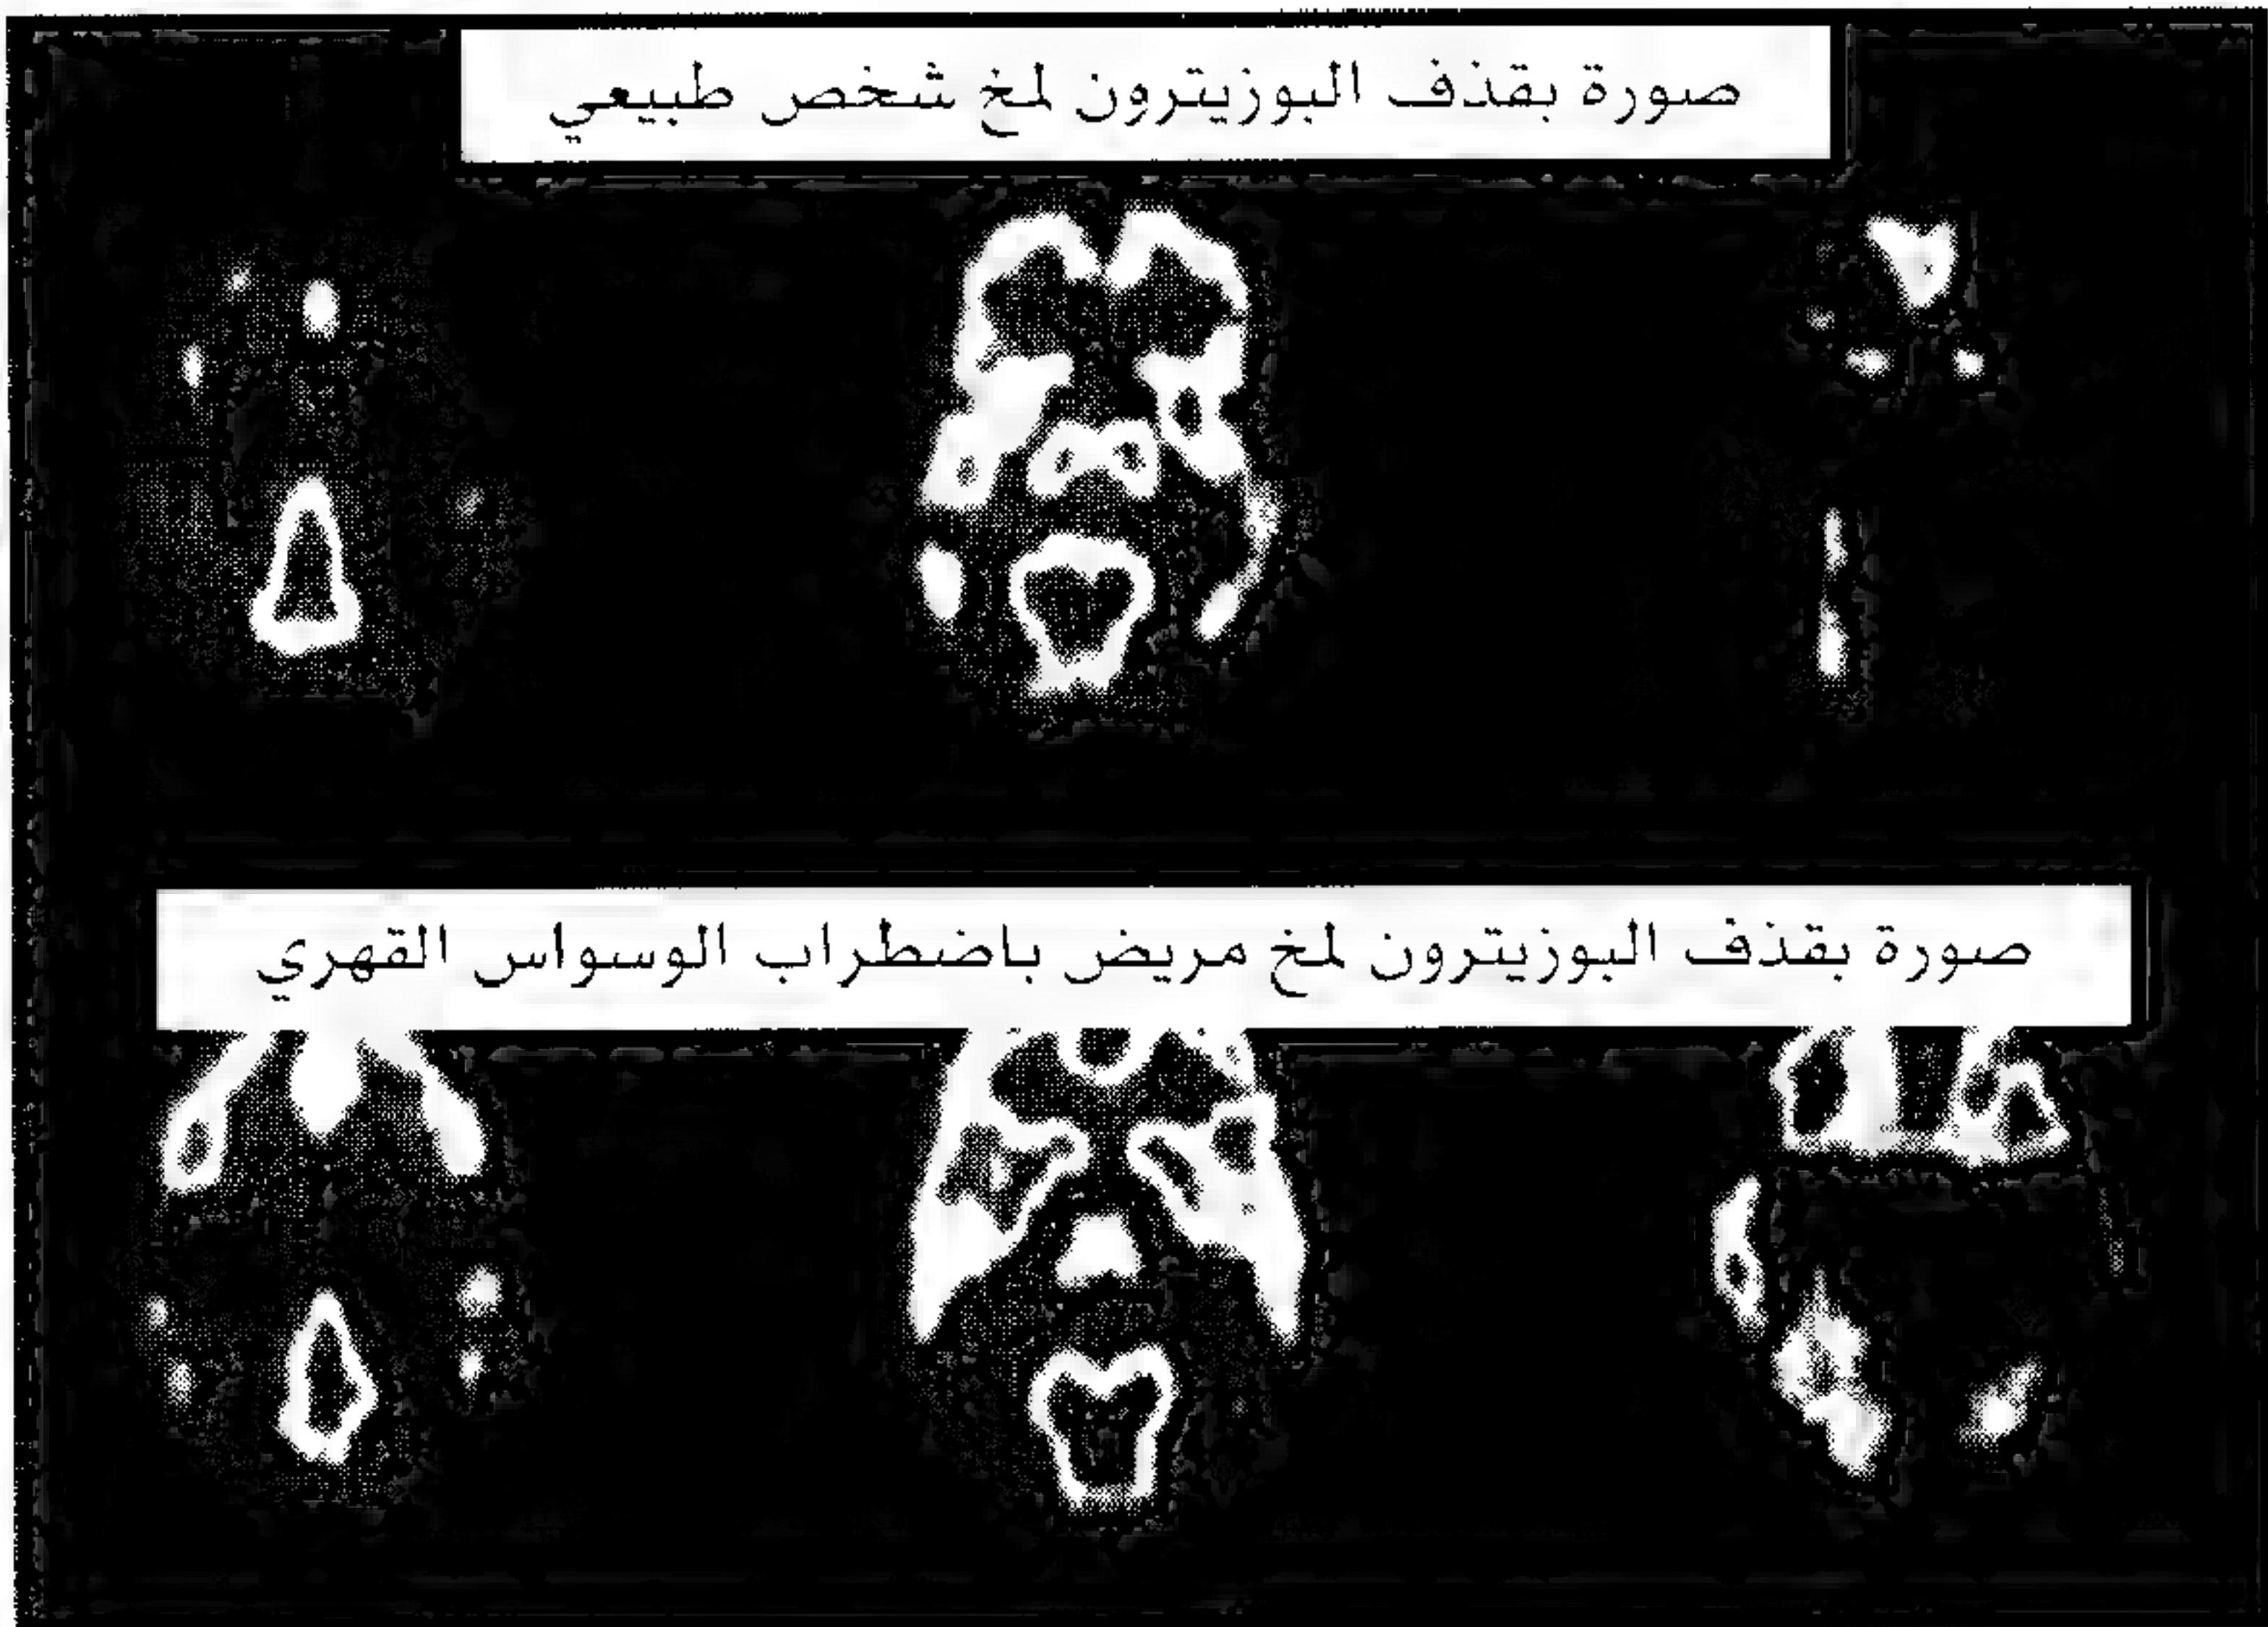 صورة بقذف البوزيترون لمخ شخص طبيعي
صورة بقذف البوزيترون لمخ مريض باضطراب الوسواس القهري